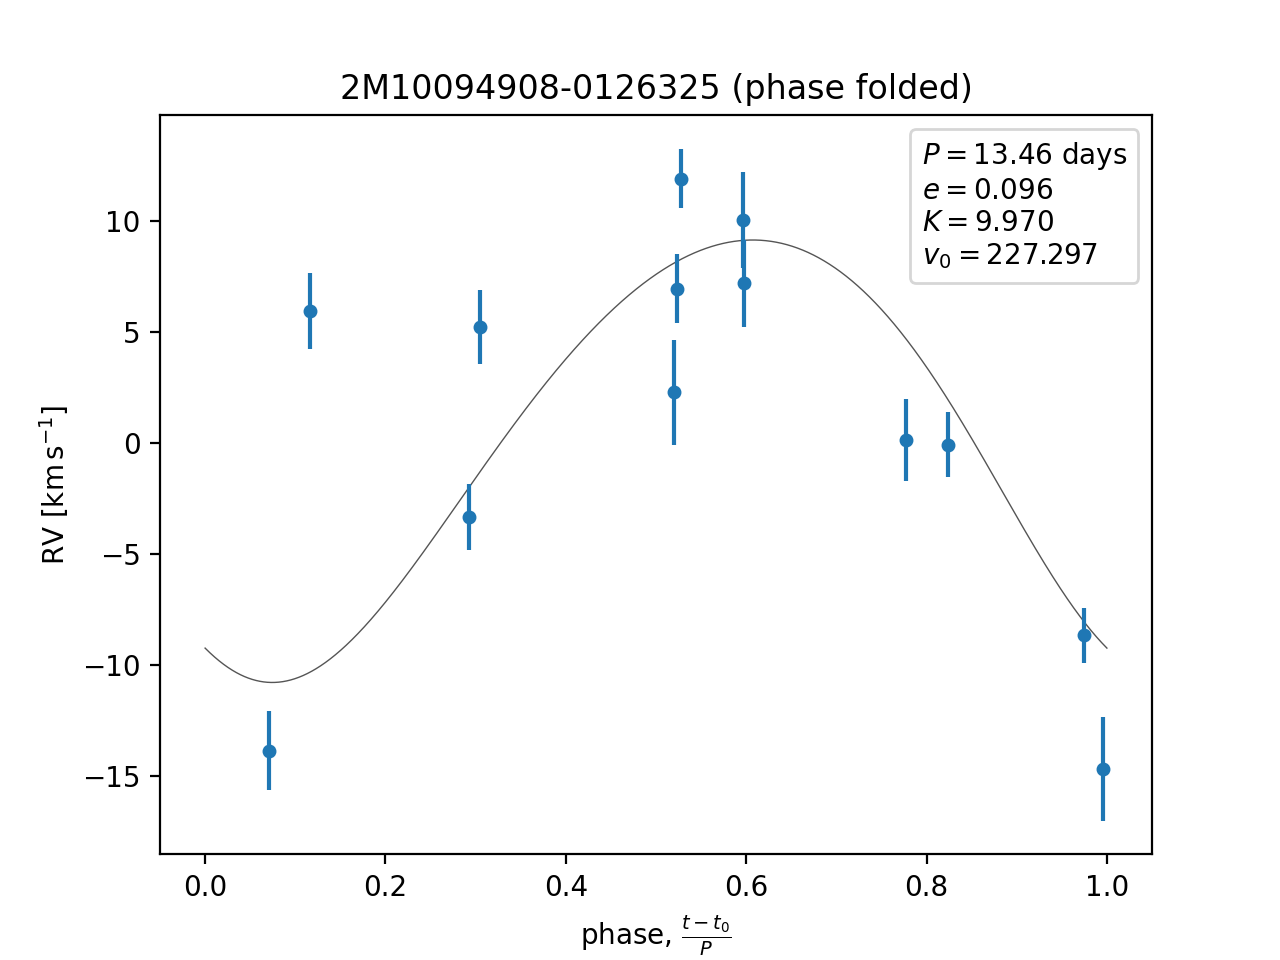 2M10094908-0126325 (phase folded)
P = 13.46 days
e = 0.096
K = 9.970
v₀ = 227.297
10
5
0
−5
−10
−15
RV [km s⁻¹]
0.0 0.2 0.4 0.6 0.8 1.0
phase, (t − t₀)/P